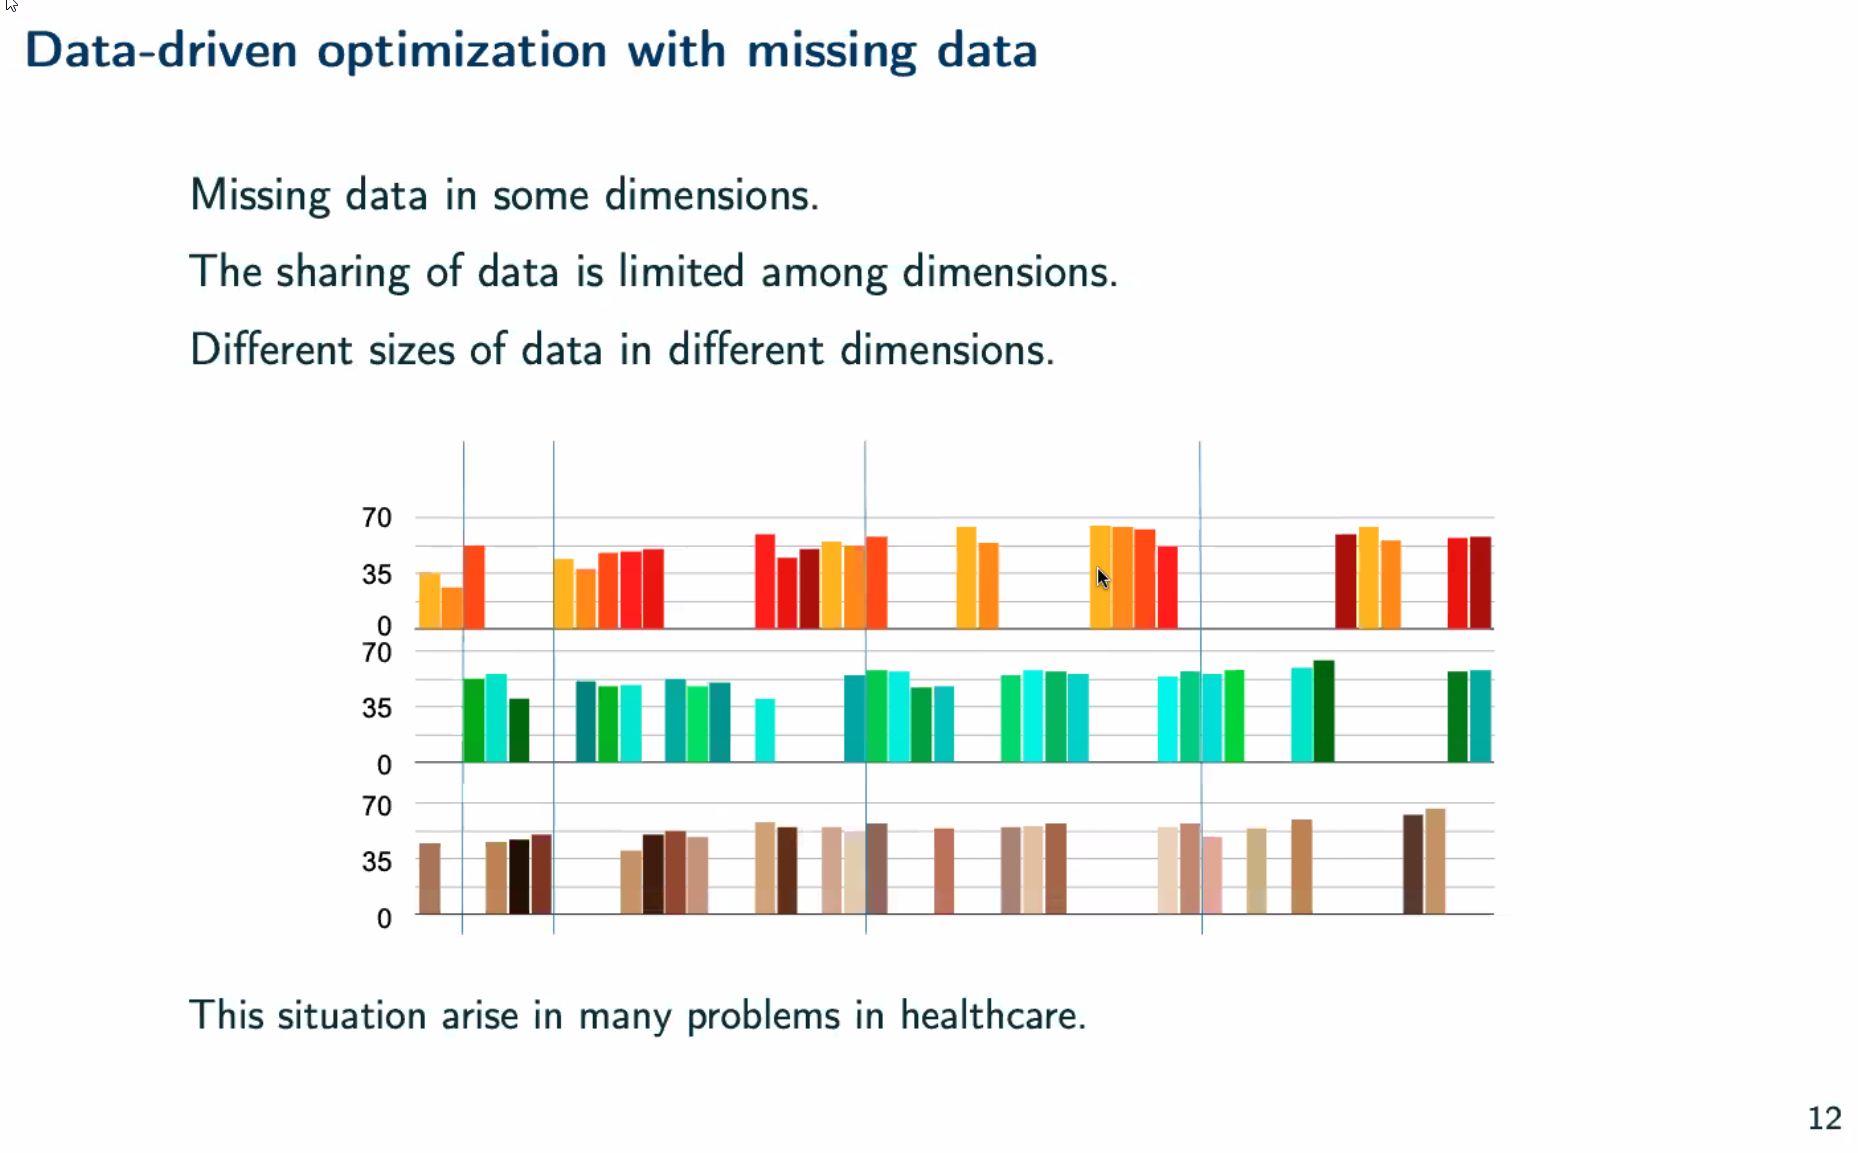 Data-driven optimization with missing data
Missing data in some dimensions.
The sharing of data is limited among dimensions.
Different sizes of data in different dimensions.
70
35
0
70
35
0
70
35
0
This situation arise in many problems in healthcare.
12